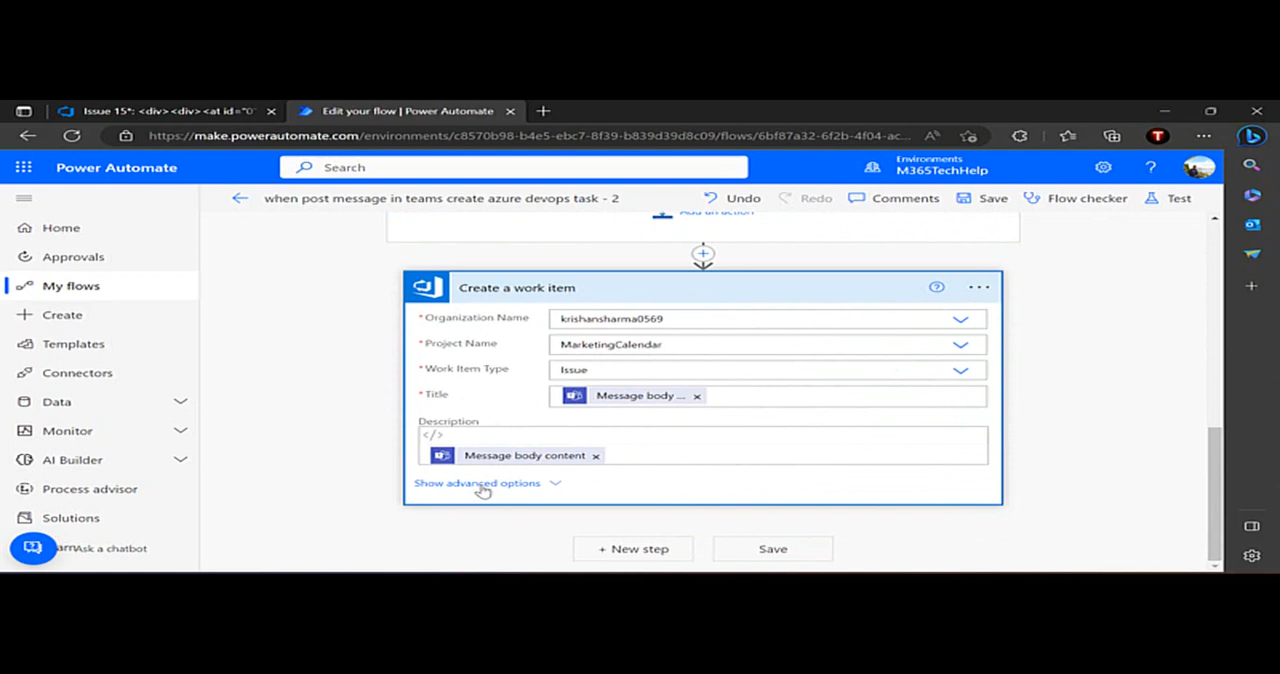 Issue 15*: <div><div><at id="0"
Edit your flow | Power Automate
https://make.powerautomate.com/environments/c8570b98-b4e5-ebc7-8f39-b839d39d8c09/flows/6bf87a32-6f2b-4f04-ac...
Power Automate
Search
Environments
M365TechHelp
when post message in teams create azure devops task - 2
Undo
Redo
Comments
Save
Flow checker
Test
Home
Approvals
My flows
Create
Templates
Connectors
Data
Monitor
AI Builder
Process advisor
Solutions
Ask a chatbot
Add an action
Create a work item
* Organization Name
krishansharma0569
* Project Name
MarketingCalendar
* Work Item Type
Issue
* Title
Message body ... ×
Description
</>
Message body content ×
Show advanced options
+ New step
Save